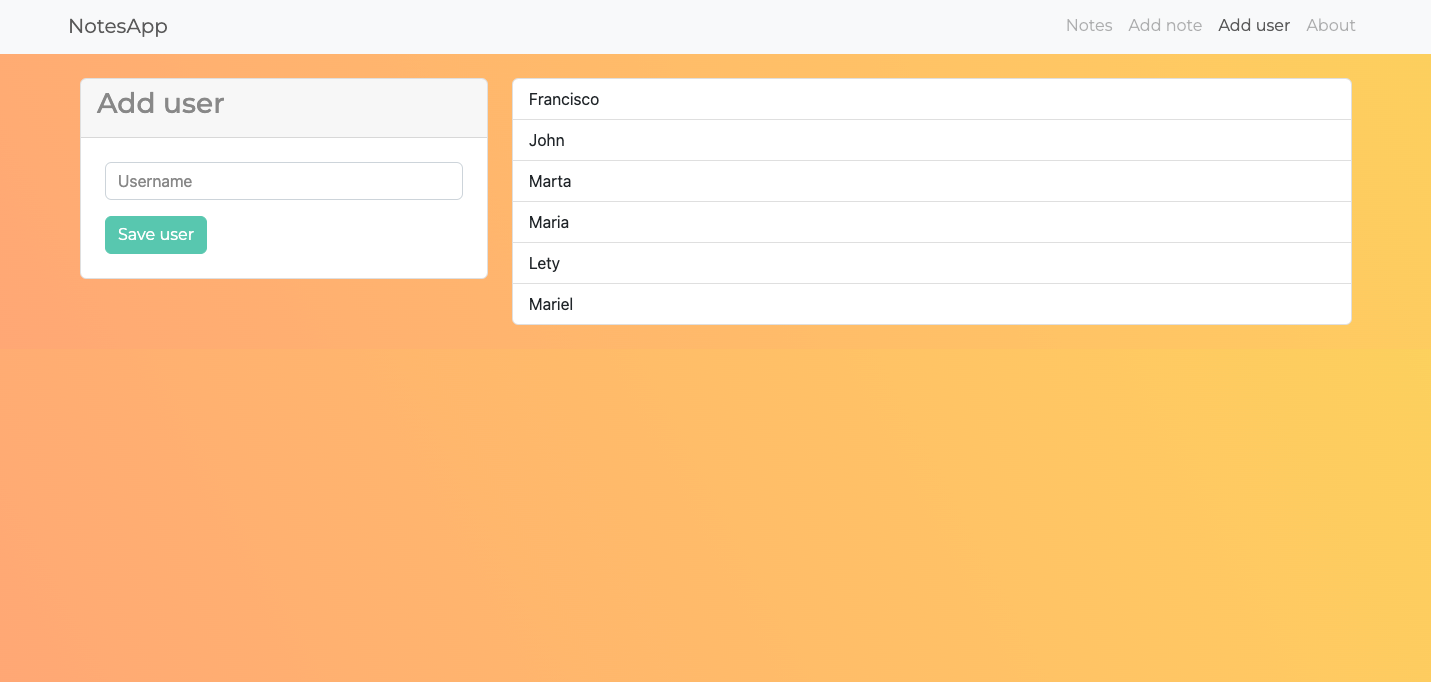 NotesApp
Notes Add note Add user About
Add user
Username
Save user
Francisco
John
Marta
Maria
Lety
Mariel